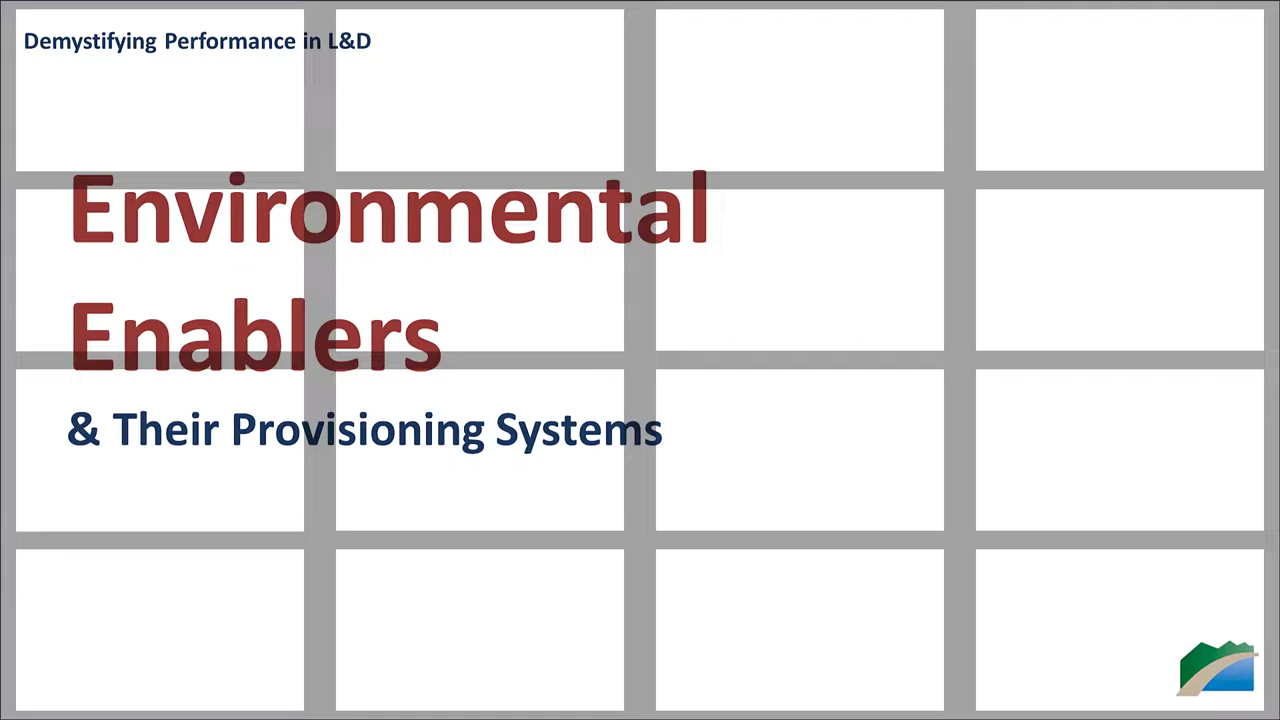 Demystifying Performance in L&D
Environmental
Enablers
& Their Provisioning Systems